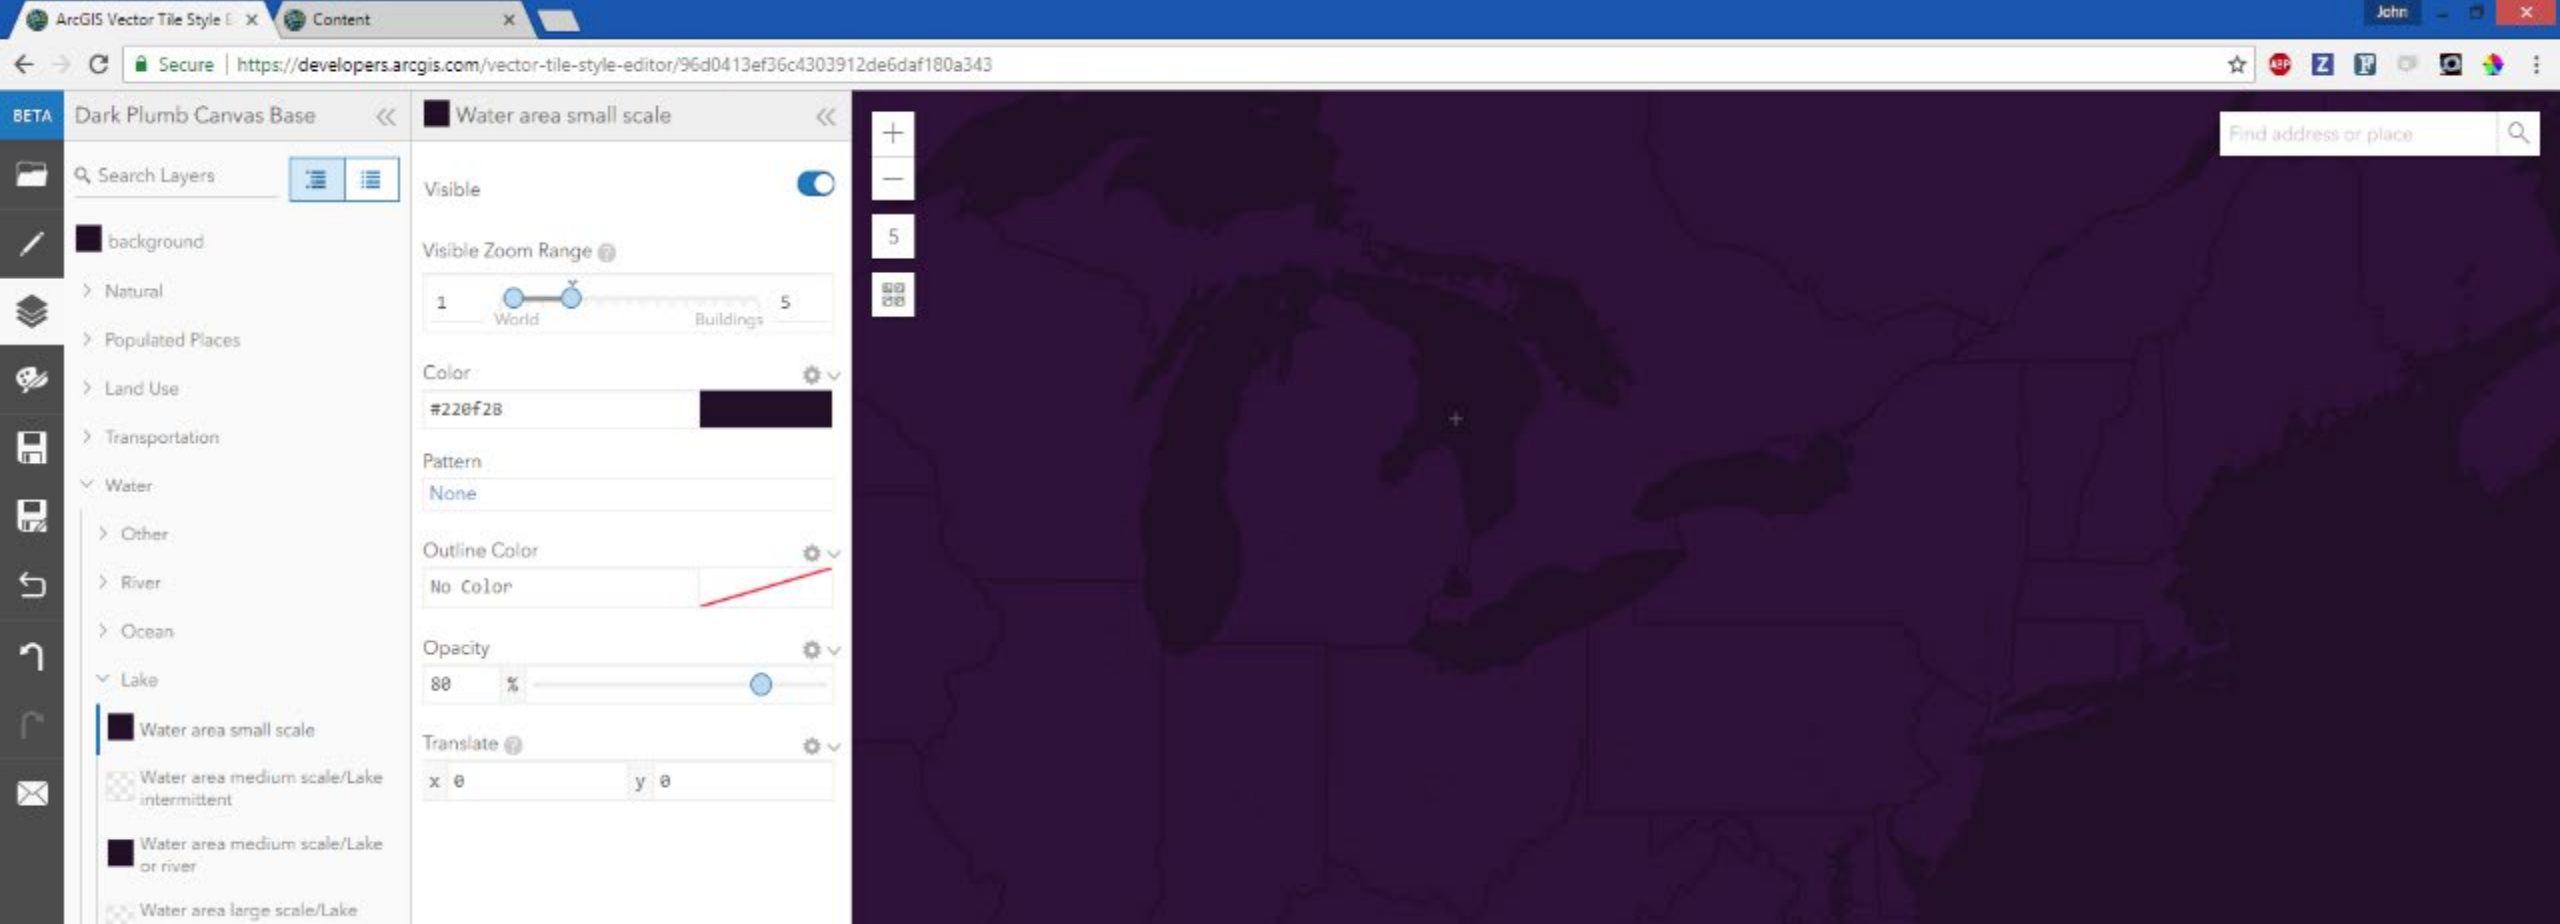 ArcGIS Vector Tile Style E
Content
John
Secure https://developers.arcgis.com/vector-tile-style-editor/96d0413ef36c4303912de6daf180a343
ABP
Z
BETA
Dark Plumb Canvas Base
Water area small scale
Find address or place
Search Layers
Visible
background
5
Visible Zoom Range
Natural
1
5
World
Buildings
Populated Places
Color
Land Use
#220f28
Transportation
Pattern
Water
None
Other
Outline Color
River
No Color
Ocean
Opacity
Lake
80 %
Water area small scale
Translate
Water area medium scale/Lake
intermittent
x 0 y 0
Water area medium scale/Lake
or river
Water area large scale/Lake